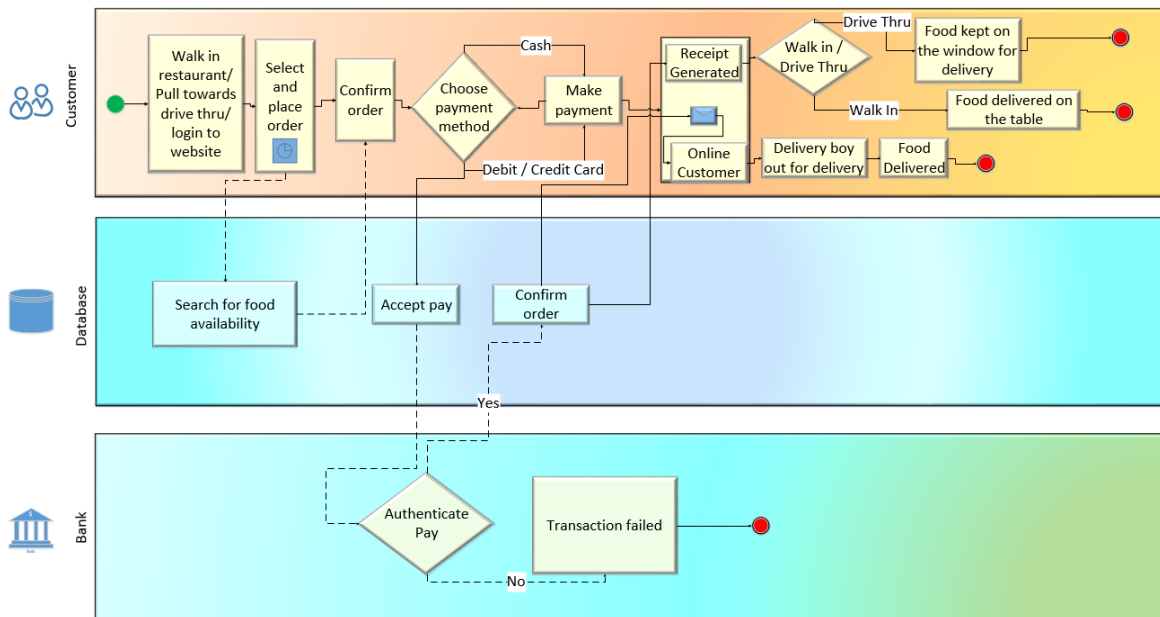 Customer
Walk in
restaurant/
Pull towards
drive thru/
login to
website
Select
and
place
order
Confirm
order
Choose
payment
method
Cash
Debit / Credit Card
Make
payment
Receipt
Generated
Online
Customer
Walk in /
Drive Thru
Drive Thru
Walk In
Food kept on
the window for
delivery
Food delivered on
the table
Delivery boy
out for delivery
Food
Delivered
Database
Search for food
availability
Accept pay
Confirm
order
Yes
Bank
Authenticate
Pay
No
Transaction failed